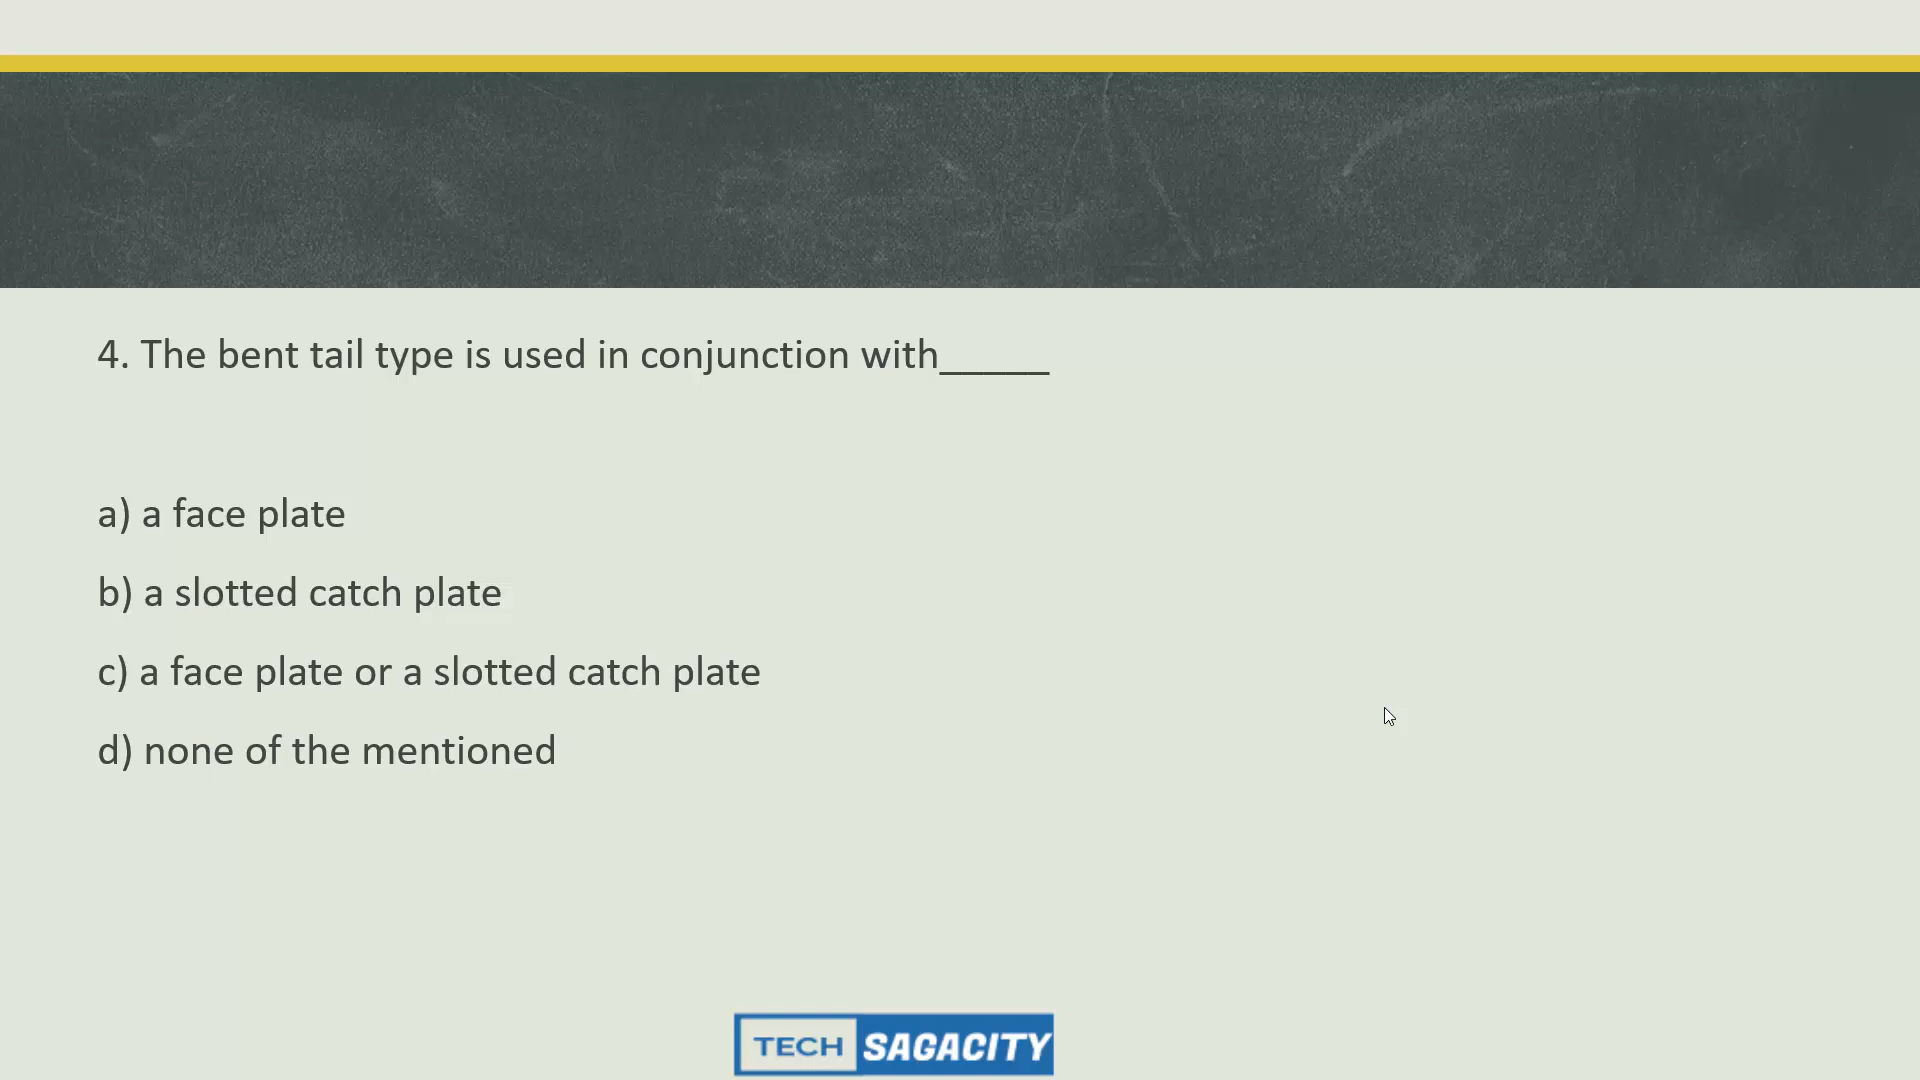 4. The bent tail type is used in conjunction with_____
a) a face plate
b) a slotted catch plate
c) a face plate or a slotted catch plate
d) none of the mentioned
TECH SAGACITY